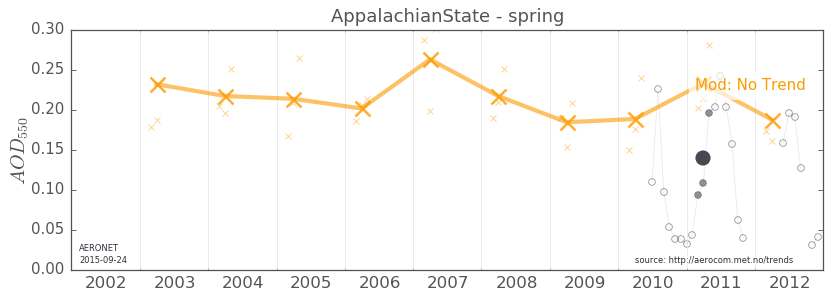 AppalachianState - spring
0.30
0.25
0.20
0.15
0.10
0.05
0.00
AOD550
Mod: No Trend
AERONET
2015-09-24
source: http://aerocom.met.no/trends
2002 2003 2004 2005 2006 2007 2008 2009 2010 2011 2012